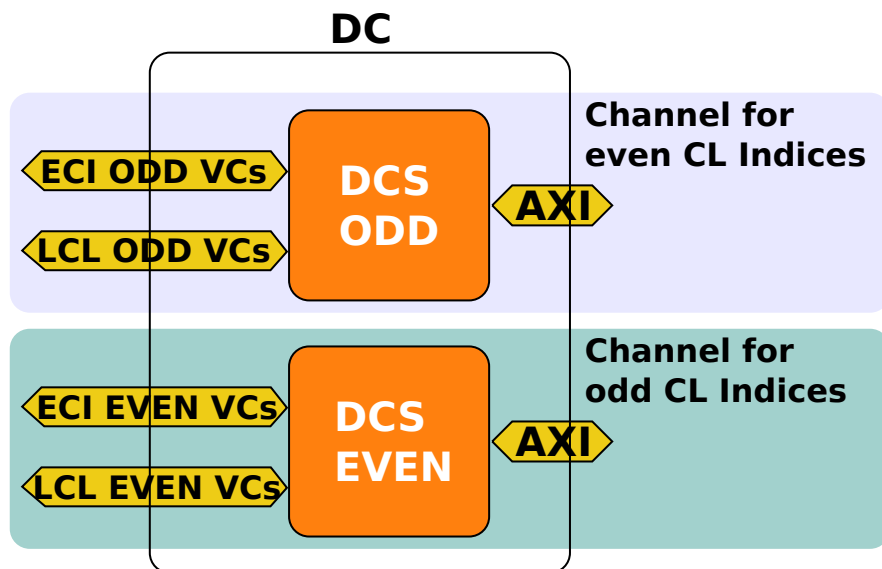 DC
Channel for
even CL Indices
ECI ODD VCs
LCL ODD VCs
DCS
ODD
AXI
Channel for
odd CL Indices
ECI EVEN VCs
LCL EVEN VCs
DCS
EVEN
AXI